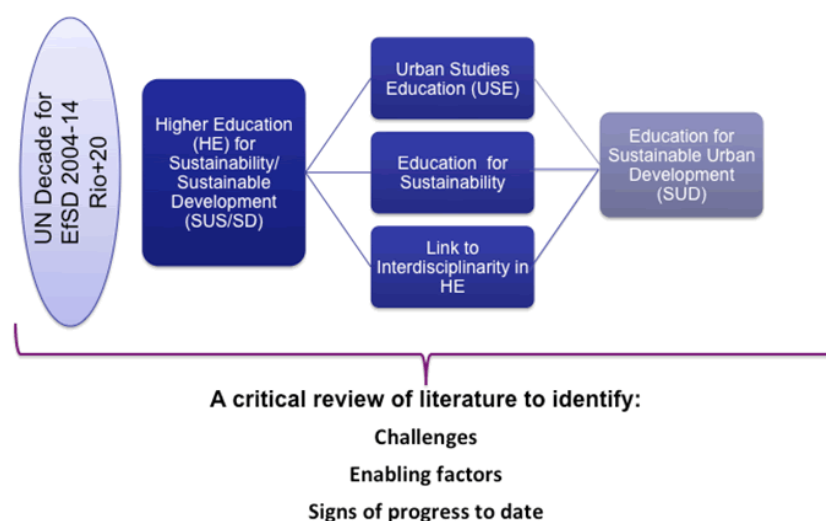 UN Decade for
EfSD 2004-14
Rio+20
Higher Education
(HE) for
Sustainability/
Sustainable
Development
(SUS/SD)
Urban Studies
Education (USE)
Education for
Sustainability
Link to
Interdisciplinarity in
HE
Education for
Sustainable Urban
Development
(SUD)
A critical review of literature to identify:
Challenges
Enabling factors
Signs of progress to date